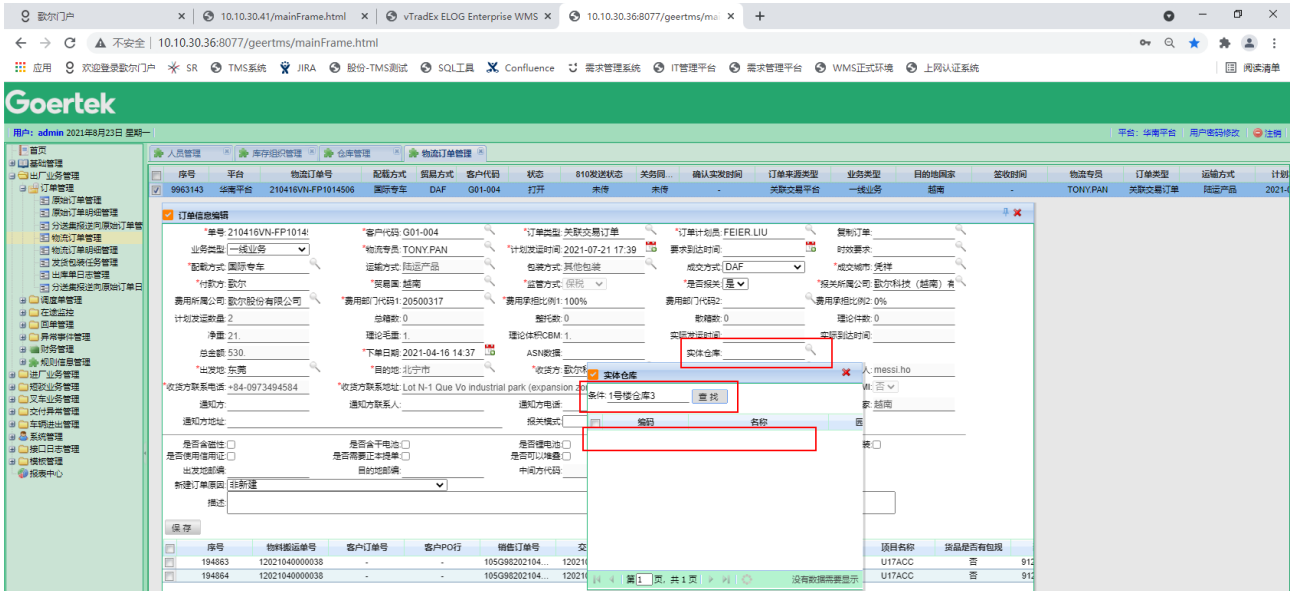 歌尔门户 10.10.30.41/mainFrame.html vTradEx ELOG Enterprise WMS 10.10.30.36:8077/geertms/mai
不安全 | 10.10.30.36:8077/geertms/mainFrame.html
应用 欢迎登录歌尔门户 SR TMS系统 JIRA 股份-TMS测试 SQL工具 Confluence 需求管理系统 IT管理平台 需求管理平台 WMS正式环境 上网认证系统 阅读清单
Goertek
用户: admin 2021年8月23日 星期一 平台: 华南平台 用户密码修改 注销
首页
基础管理
出厂业务管理
订单管理
原始订单管理
原始订单明细管理
分送集报逆向原始订单管
物流订单管理
物流订单明细管理
发货包装任务管理
出库单日志管理
分送集报逆向原始订单日
调度单管理
在途监控
回单管理
异常事件管理
财务管理
规则信息管理
进厂业务管理
短驳业务管理
叉车业务管理
交付异常管理
车辆进出管理
系统管理
接口日志管理
模板管理
报表中心
人员管理 库存组织管理 仓库管理 物流订单管理
序号 平台 物流订单号 配载方式 贸易方式 客户代码 状态 810发送状态 关务同... 确认实发时间 订单来源类型 业务类型 目的地国家 签收时间 物流专员 订单类型 运输方式 计划
9963143 华南平台 210416VN-FP1014506 国际专车 DAF G01-004 打开 未传 未传 - 关联交易平台 一线业务 越南 - TONY.PAN 关联交易订单 陆运产品 2021-0
订单信息编辑
*单号: 210416VN-FP1014! *客户代码: G01-004 *订单类型: 关联交易订单 *订单计划员: FEIER.LIU 复制订单:
业务类型: 一线业务 *物流专员: TONY.PAN *计划发运时间: 2021-07-21 17:39 要求到达时间: 时效要求:
*配载方式: 国际专车 运输方式: 陆运产品 包装方式: 其他包装 成交方式: DAF *成交城市: 凭祥
*付款方: 歌尔 *贸易国: 越南 *监管方式: 保税 *是否报关: 是 *报关所属公司: 歌尔科技（越南）有
费用所属公司: 歌尔股份有限公司 *费用部门代码1: 20500317 *费用承担比例1: 100% 费用部门代码2: 费用承担比例2: 0%
计划发运数量: 2 总箱数: 0 整托数: 0 散箱数: 0 理论件数: 0
净重: 21. 理论毛重: 1. 理论体积CBM: 1. 实际发运时间: 实际到达时间:
总金额: 530. *下单日期: 2021-04-16 14:37 ASN数据: 实体仓库:
*出发地: 东莞 *目的地: 北宁市 *收货方: 歌尔科 人: messi.ho
*收货方联系电话: +84-0973494584 *收货方联系地址: Lot N-1 Que Vo industrial park (expansion zon MI: 否
通知方: 通知方联系人: 通知方电话: 家: 越南
通知方地址: 报关模式:
实体仓库
条件: 1号楼仓库3 查 找
编码 名称
第 1 页, 共 1 页 没有数据需要显示
是否含磁性: 是否含干电池: 是否锂电池: 装:
是否使用信用证: 是否需要正本提单: 是否可以堆叠:
出发地邮编: 目的地邮编: 中间方代码:
新建订单原因: 非新建
描述:
保 存
序号 物料搬运单号 客户订单号 客户PO行 销售订单号 交 项目名称 货品是否有包规
194863 12021040000038 - - 105G98202104... 120210 U17ACC 否 912
194864 12021040000038 - - 105G98202104... 120210 U17ACC 否 912